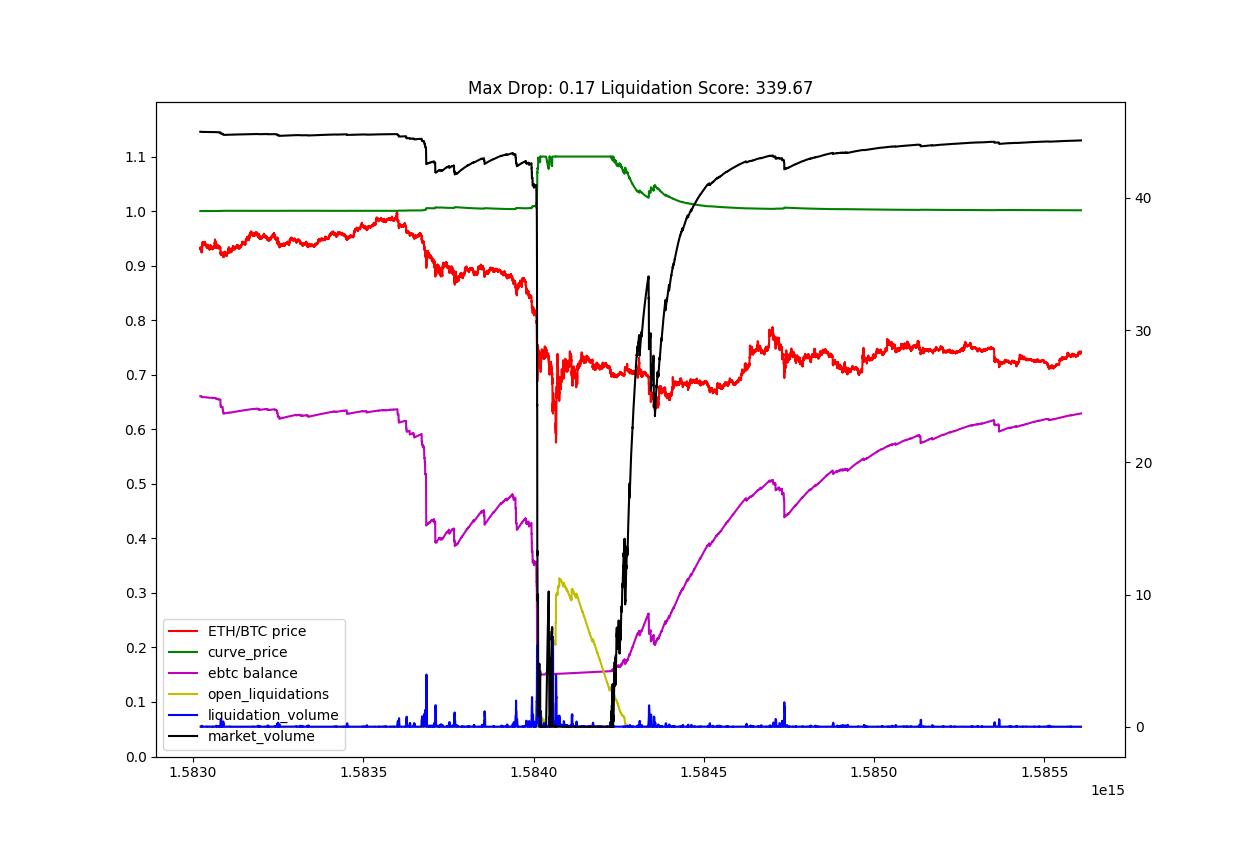 Max Drop: 0.17 Liquidation Score: 339.67
1.1
1.0
0.9
0.8
0.7
0.6
0.5
0.4
0.3
0.2
0.1
0.0
40
30
20
10
0
ETH/BTC price
curve_price
ebtc balance
open_liquidations
liquidation_volume
market_volume
1.5830 1.5835 1.5840 1.5845 1.5850 1.5855
1e15